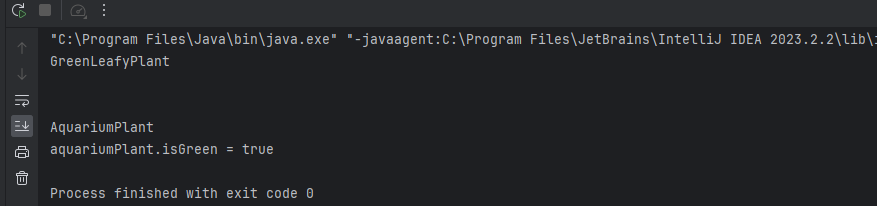 "C:\Program Files\Java\bin\java.exe" "-javaagent:C:\Program Files\JetBrains\IntelliJ IDEA 2023.2.2\lib\
GreenLeafyPlant
AquariumPlant
aquariumPlant.isGreen = true
Process finished with exit code 0